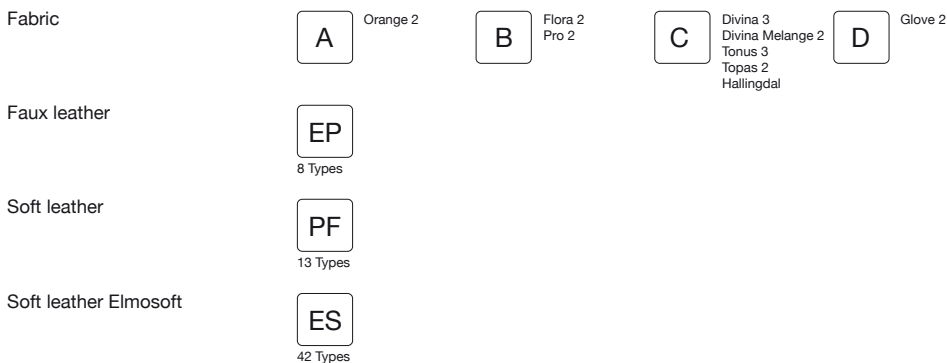 Fabric
A
Orange 2
B
Flora 2
Pro 2
C
Divina 3
Divina Melange 2
Tonus 3
Topas 2
Hallingdal
D
Glove 2
Faux leather
EP
8 Types
Soft leather
PF
13 Types
Soft leather Elmosoft
ES
42 Types